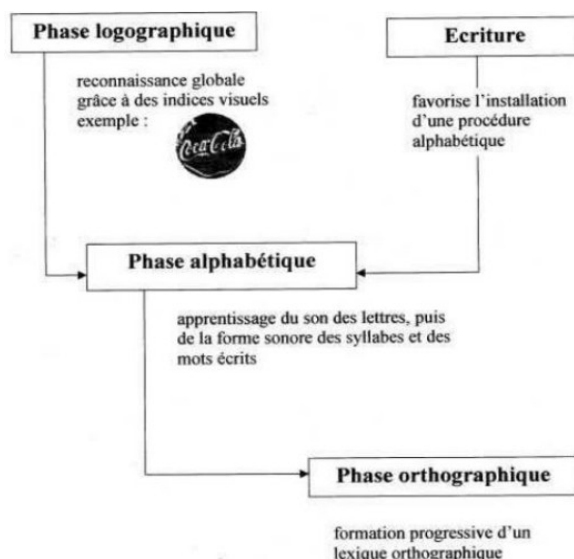 Phase logographique
reconnaissance globale
grâce à des indices visuels
exemple :
Coca-Cola
Ecriture
favorise l’installation
d’une procédure
alphabétique
Phase alphabétique
apprentissage du son des lettres, puis
de la forme sonore des syllabes et des
mots écrits
Phase orthographique
formation progressive d’un
lexique orthographique